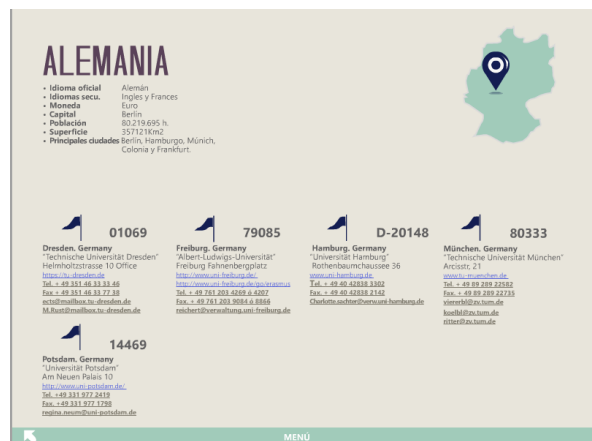 ALEMANIA
• Idioma oficial Alemán
• Idiomas secu. Ingles y Frances
• Moneda Euro
• Capital Berlín
• Población 80.219.695 h.
• Superficie 357121Km2
• Principales ciudades Berlín, Hamburgo, Múnich,
Colonia y Frankfurt.
01069
Dresden. Germany
"Technische Universität Dresden"
Helmholtzstrasse 10 Office
https://tu-dresden.de
Tel. + 49 351 46 33 33 46
Fax + 49 351 46 33 77 38
ects@mailbox.tu-dresden.de
M.Rust@mailbox.tu-dresden.de
79085
Freiburg. Germany
"Albert-Ludwigs-Universität"
Freiburg Fahnenbergplatz
http://www.uni-freiburg.de/
http://www.uni-freiburg.de/go/erasmus
Tel. + 49 761 203 4269 ó 4207
Fax. + 49 761 203 9084 ó 8866
reichert@verwaltung.uni-freiburg.de
D-20148
Hamburg. Germany
"Universität Hamburg"
Rothenbaumchaussee 36
www.uni-hamburg.de
Tel. + 49 40 42838 3302
Fax. + 49 40 42838 2142
80333
München. Germany
"Technische Universität München"
Arcisstr. 21
www.tu-muenchen.de
Tel. + 49 89 289 22582
Fax. + 49 89 289 22735
viererbl@zv.tum.de
koelbl@zv.tum.de
ritter@zv.tum.de
14469
Potsdam. Germany
"Universität Potsdam"
Am Neuen Palais 10
http://www.uni-potsdam.de/
Tel. +49 331 977 2419
Fax. +49 331 977 1798
regina.neum@uni-potsdam.de
MENÚ